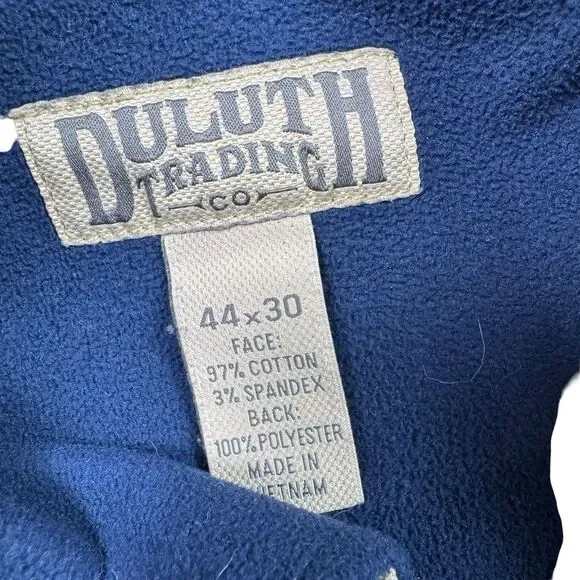 DULUTH
TRADING
CO
44x30
FACE:
97% COTTON
3% SPANDEX
BACK:
100% POLYESTER
MADE IN
VIETNAM